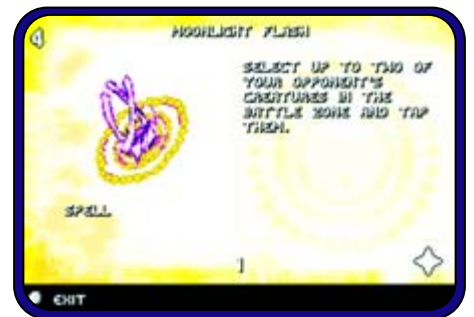 MOONLIGHT FLASH
SELECT UP TO TWO OF
YOUR OPPONENT'S
CREATURES IN THE
BATTLE ZONE AND TAP
THEM.
SPELL
1
EXIT